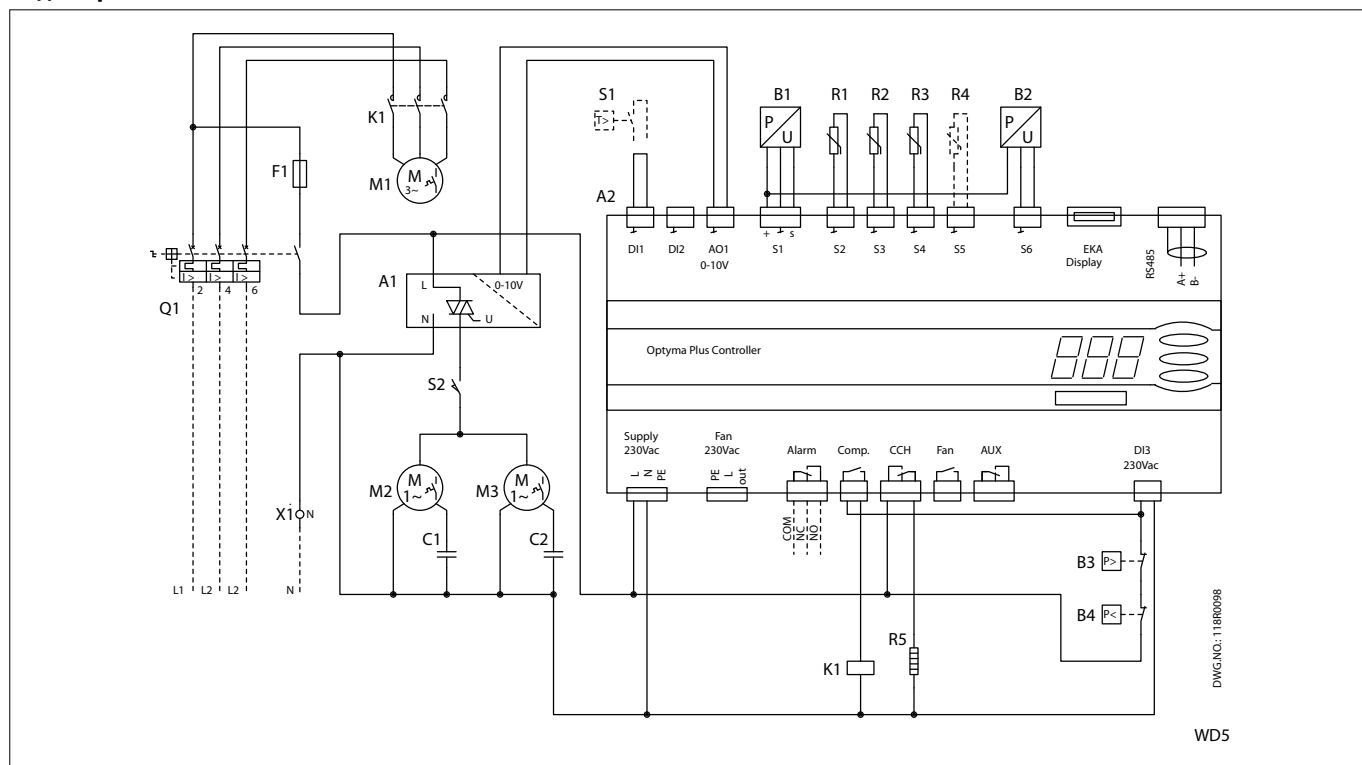 S1
B1
R1
R2
R3
R4
B2
K1
T>
P
U
P
U
F1
M1
M
3~
A2
+
s
DI1
DI2
AO1
0-10V
S1
S2
S3
S4
S5
S6
EKA
Display
RS485
A+
B-
I>
I>
I>
2
4
6
Q1
A1
L
0-10V
N
U
Optyma Plus Controller
S2
Supply
230Vac
L
N
PE
Fan
230Vac
PE
L
out
Alarm
Comp.
CCH
Fan
AUX
DI3
230Vac
M2
M
1~
M3
M
1~
X1
N
C1
C2
COM
NC
NO
B3
P>
B4
P<
L1
L2
L2
N
K1
R5
DWG.NO.: 118R0098
WD5